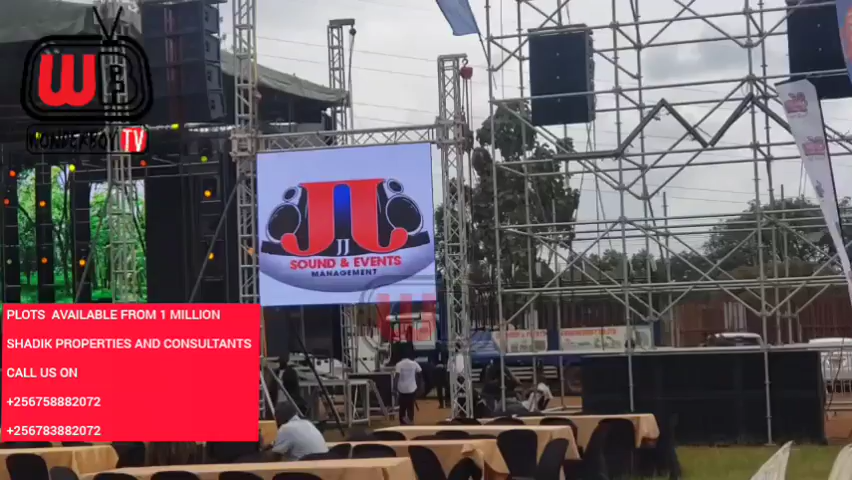 W B
WONDERBOY TV
JJ
JJ
SOUND & EVENTS
MANAGEMENT
PLOTS AVAILABLE FROM 1 MILLION
SHADIK PROPERTIES AND CONSULTANTS
CALL US ON
+256758882072
+256783882072